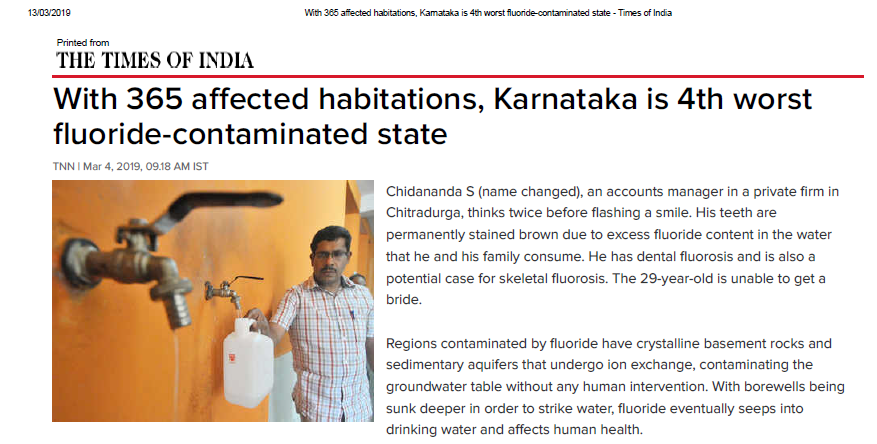 13/03/2019
With 365 affected habitations, Karnataka is 4th worst fluoride-contaminated state - Times of India
Printed from
THE TIMES OF INDIA
With 365 affected habitations, Karnataka is 4th worst
fluoride-contaminated state
TNN | Mar 4, 2019, 09.18 AM IST
Chidananda S (name changed), an accounts manager in a private firm in
Chitradurga, thinks twice before flashing a smile. His teeth are
permanently stained brown due to excess fluoride content in the water
that he and his family consume. He has dental fluorosis and is also a
potential case for skeletal fluorosis. The 29-year-old is unable to get a
bride.
Regions contaminated by fluoride have crystalline basement rocks and
sedimentary aquifers that undergo ion exchange, contaminating the
groundwater table without any human intervention. With borewells being
sunk deeper in order to strike water, fluoride eventually seeps into
drinking water and affects human health.